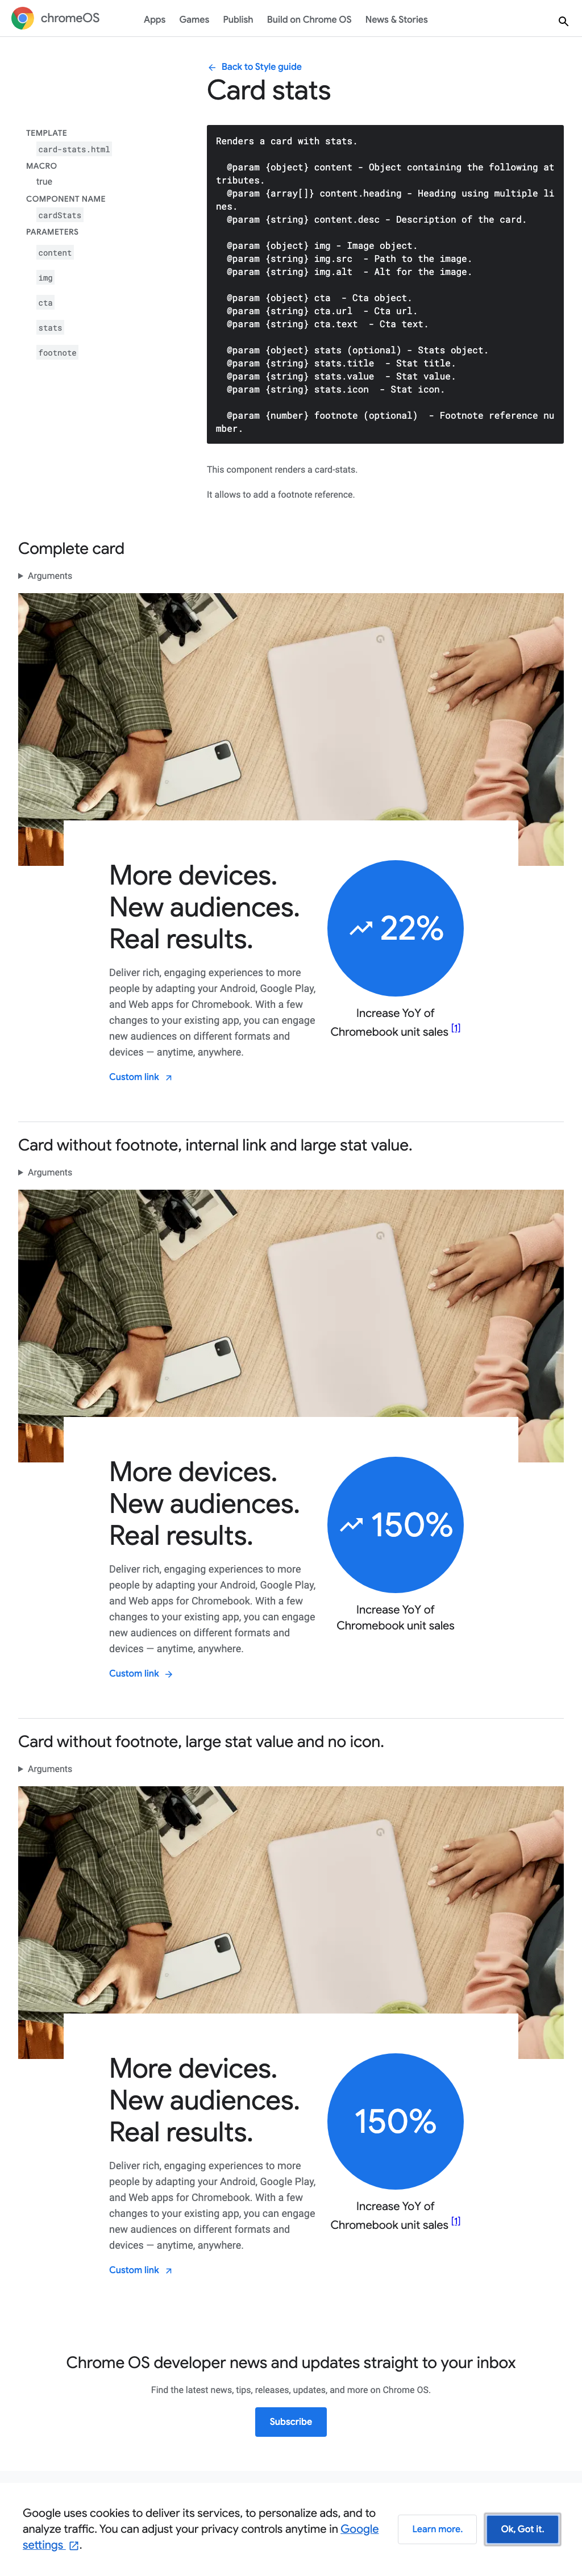 chromeOS
Apps
Games
Publish
Build on Chrome OS
News & Stories
Back to Style guide
Card stats
TEMPLATE
card-stats.html
MACRO
true
COMPONENT NAME
cardStats
PARAMETERS
content
img
cta
stats
footnote
Renders a card with stats.
@param {object} content - Object containing the following at
tributes.
@param {array[]} content.heading - Heading using multiple li
nes.
@param {string} content.desc - Description of the card.
@param {object} img - Image object.
@param {string} img.src  - Path to the image.
@param {string} img.alt  - Alt for the image.
@param {object} cta  - Cta object.
@param {string} cta.url  - Cta url.
@param {string} cta.text  - Cta text.
@param {object} stats (optional) - Stats object.
@param {string} stats.title  - Stat title.
@param {string} stats.value  - Stat value.
@param {string} stats.icon  - Stat icon.
@param {number} footnote (optional)  - Footnote reference nu
mber.
This component renders a card-stats.
It allows to add a footnote reference.
Complete card
Arguments
More devices.
New audiences.
Real results.
Deliver rich, engaging experiences to more
people by adapting your Android, Google Play,
and Web apps for Chromebook. With a few
changes to your existing app, you can engage
new audiences on different formats and
devices — anytime, anywhere.
Custom link
22%
Increase YoY of
Chromebook unit sales [1]
Card without footnote, internal link and large stat value.
Arguments
More devices.
New audiences.
Real results.
Deliver rich, engaging experiences to more
people by adapting your Android, Google Play,
and Web apps for Chromebook. With a few
changes to your existing app, you can engage
new audiences on different formats and
devices — anytime, anywhere.
Custom link
150%
Increase YoY of
Chromebook unit sales
Card without footnote, large stat value and no icon.
Arguments
More devices.
New audiences.
Real results.
Deliver rich, engaging experiences to more
people by adapting your Android, Google Play,
and Web apps for Chromebook. With a few
changes to your existing app, you can engage
new audiences on different formats and
devices — anytime, anywhere.
Custom link
150%
Increase YoY of
Chromebook unit sales [1]
Chrome OS developer news and updates straight to your inbox
Find the latest news, tips, releases, updates, and more on Chrome OS.
Subscribe
Google uses cookies to deliver its services, to personalize ads, and to
analyze traffic. You can adjust your privacy controls anytime in Google
settings.
Learn more.
Ok, Got it.